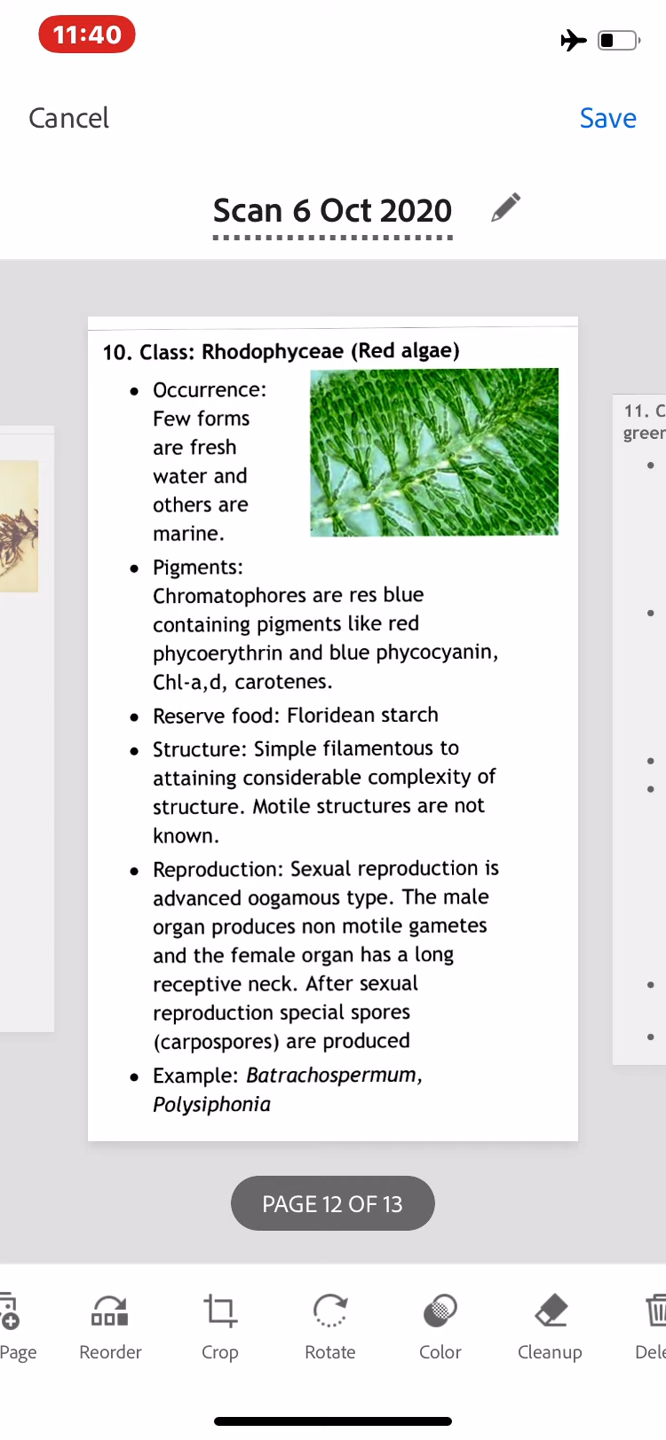 11:40
Cancel
Save
Scan 6 Oct 2020
10. Class: Rhodophyceae (Red algae)
• Occurrence:
Few forms
are fresh
water and
others are
marine.
• Pigments:
Chromatophores are res blue
containing pigments like red
phycoerythrin and blue phycocyanin,
Chl-a,d, carotenes.
• Reserve food: Floridean starch
• Structure: Simple filamentous to
attaining considerable complexity of
structure. Motile structures are not
known.
• Reproduction: Sexual reproduction is
advanced oogamous type. The male
organ produces non motile gametes
and the female organ has a long
receptive neck. After sexual
reproduction special spores
(carpospores) are produced
• Example: Batrachospermum,
Polysiphonia
11. C
green
PAGE 12 OF 13
Page
Reorder
Crop
Rotate
Color
Cleanup
Dele